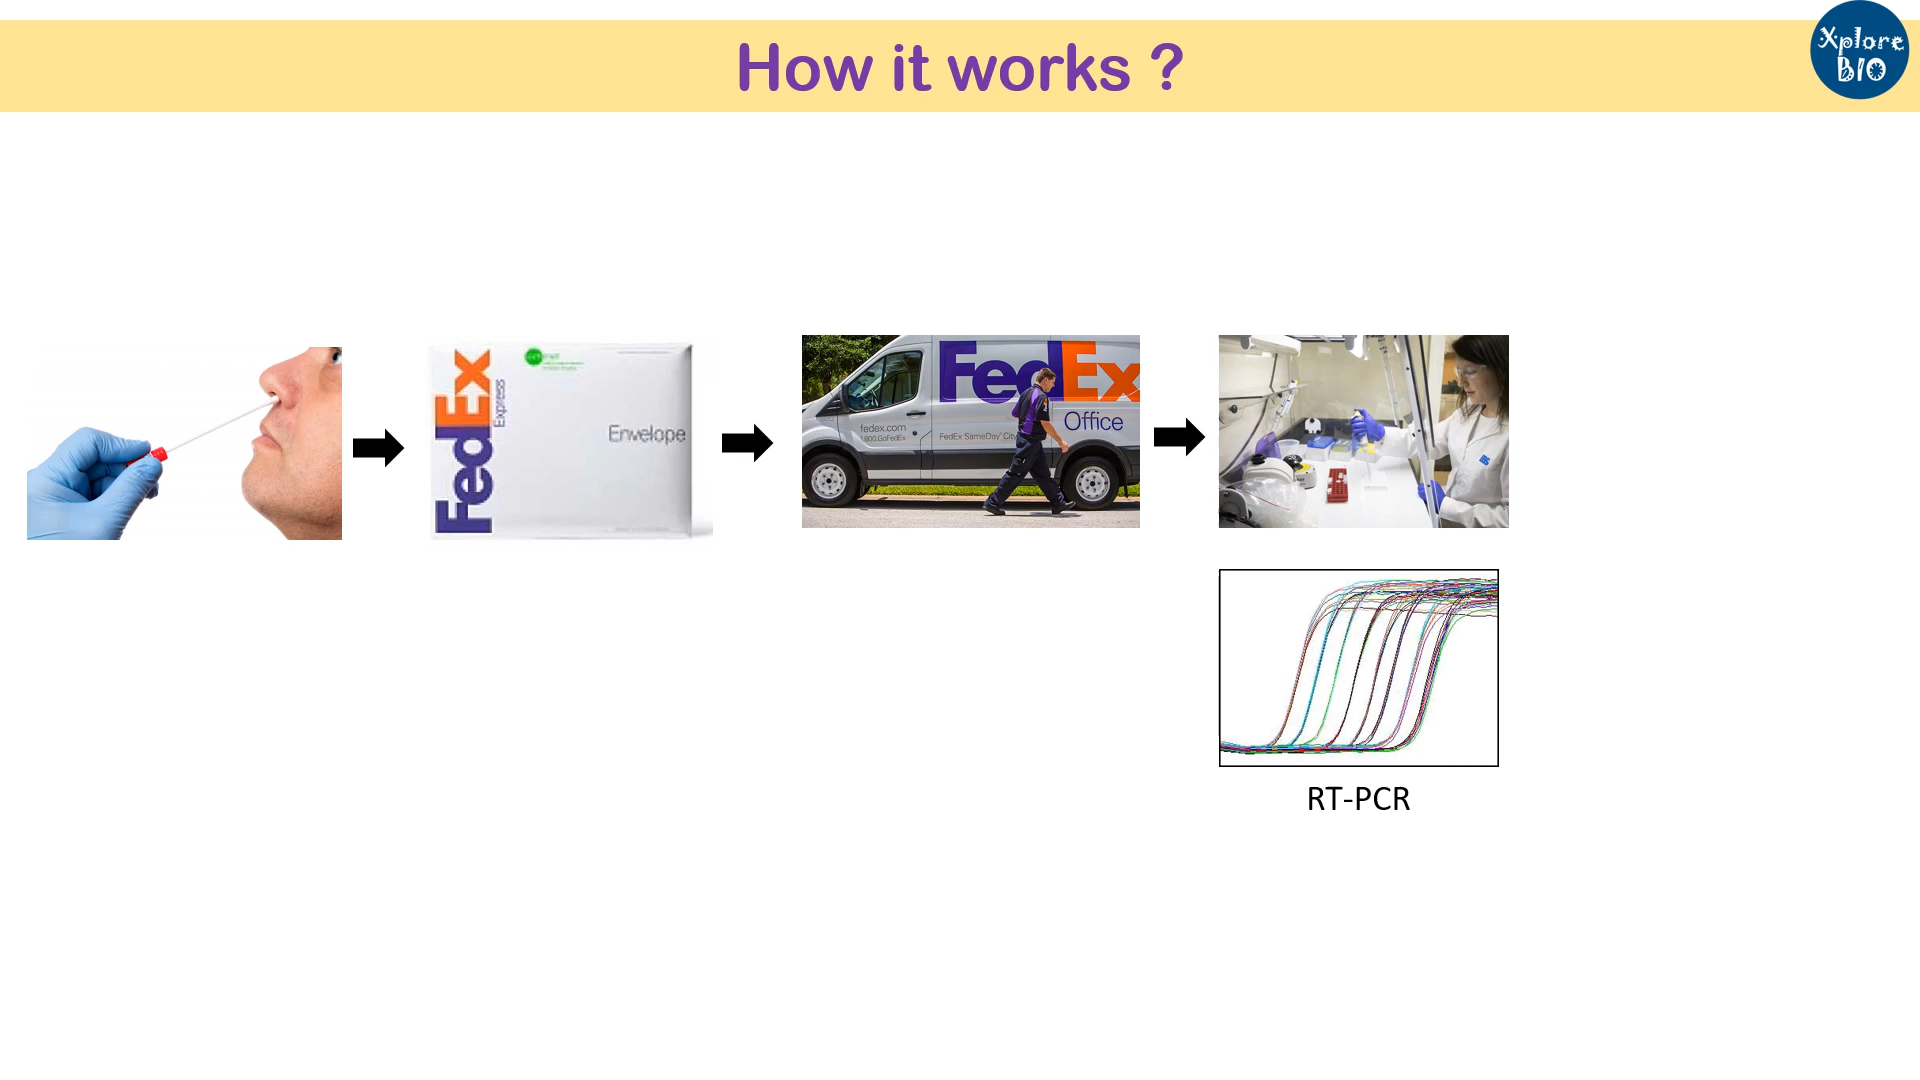 How it works ?
Xplore
BIO
FedEx
Express
Envelope
FedEx
Office
fedex.com
1.800.GoFedEx
FedEx SameDay City
RT-PCR